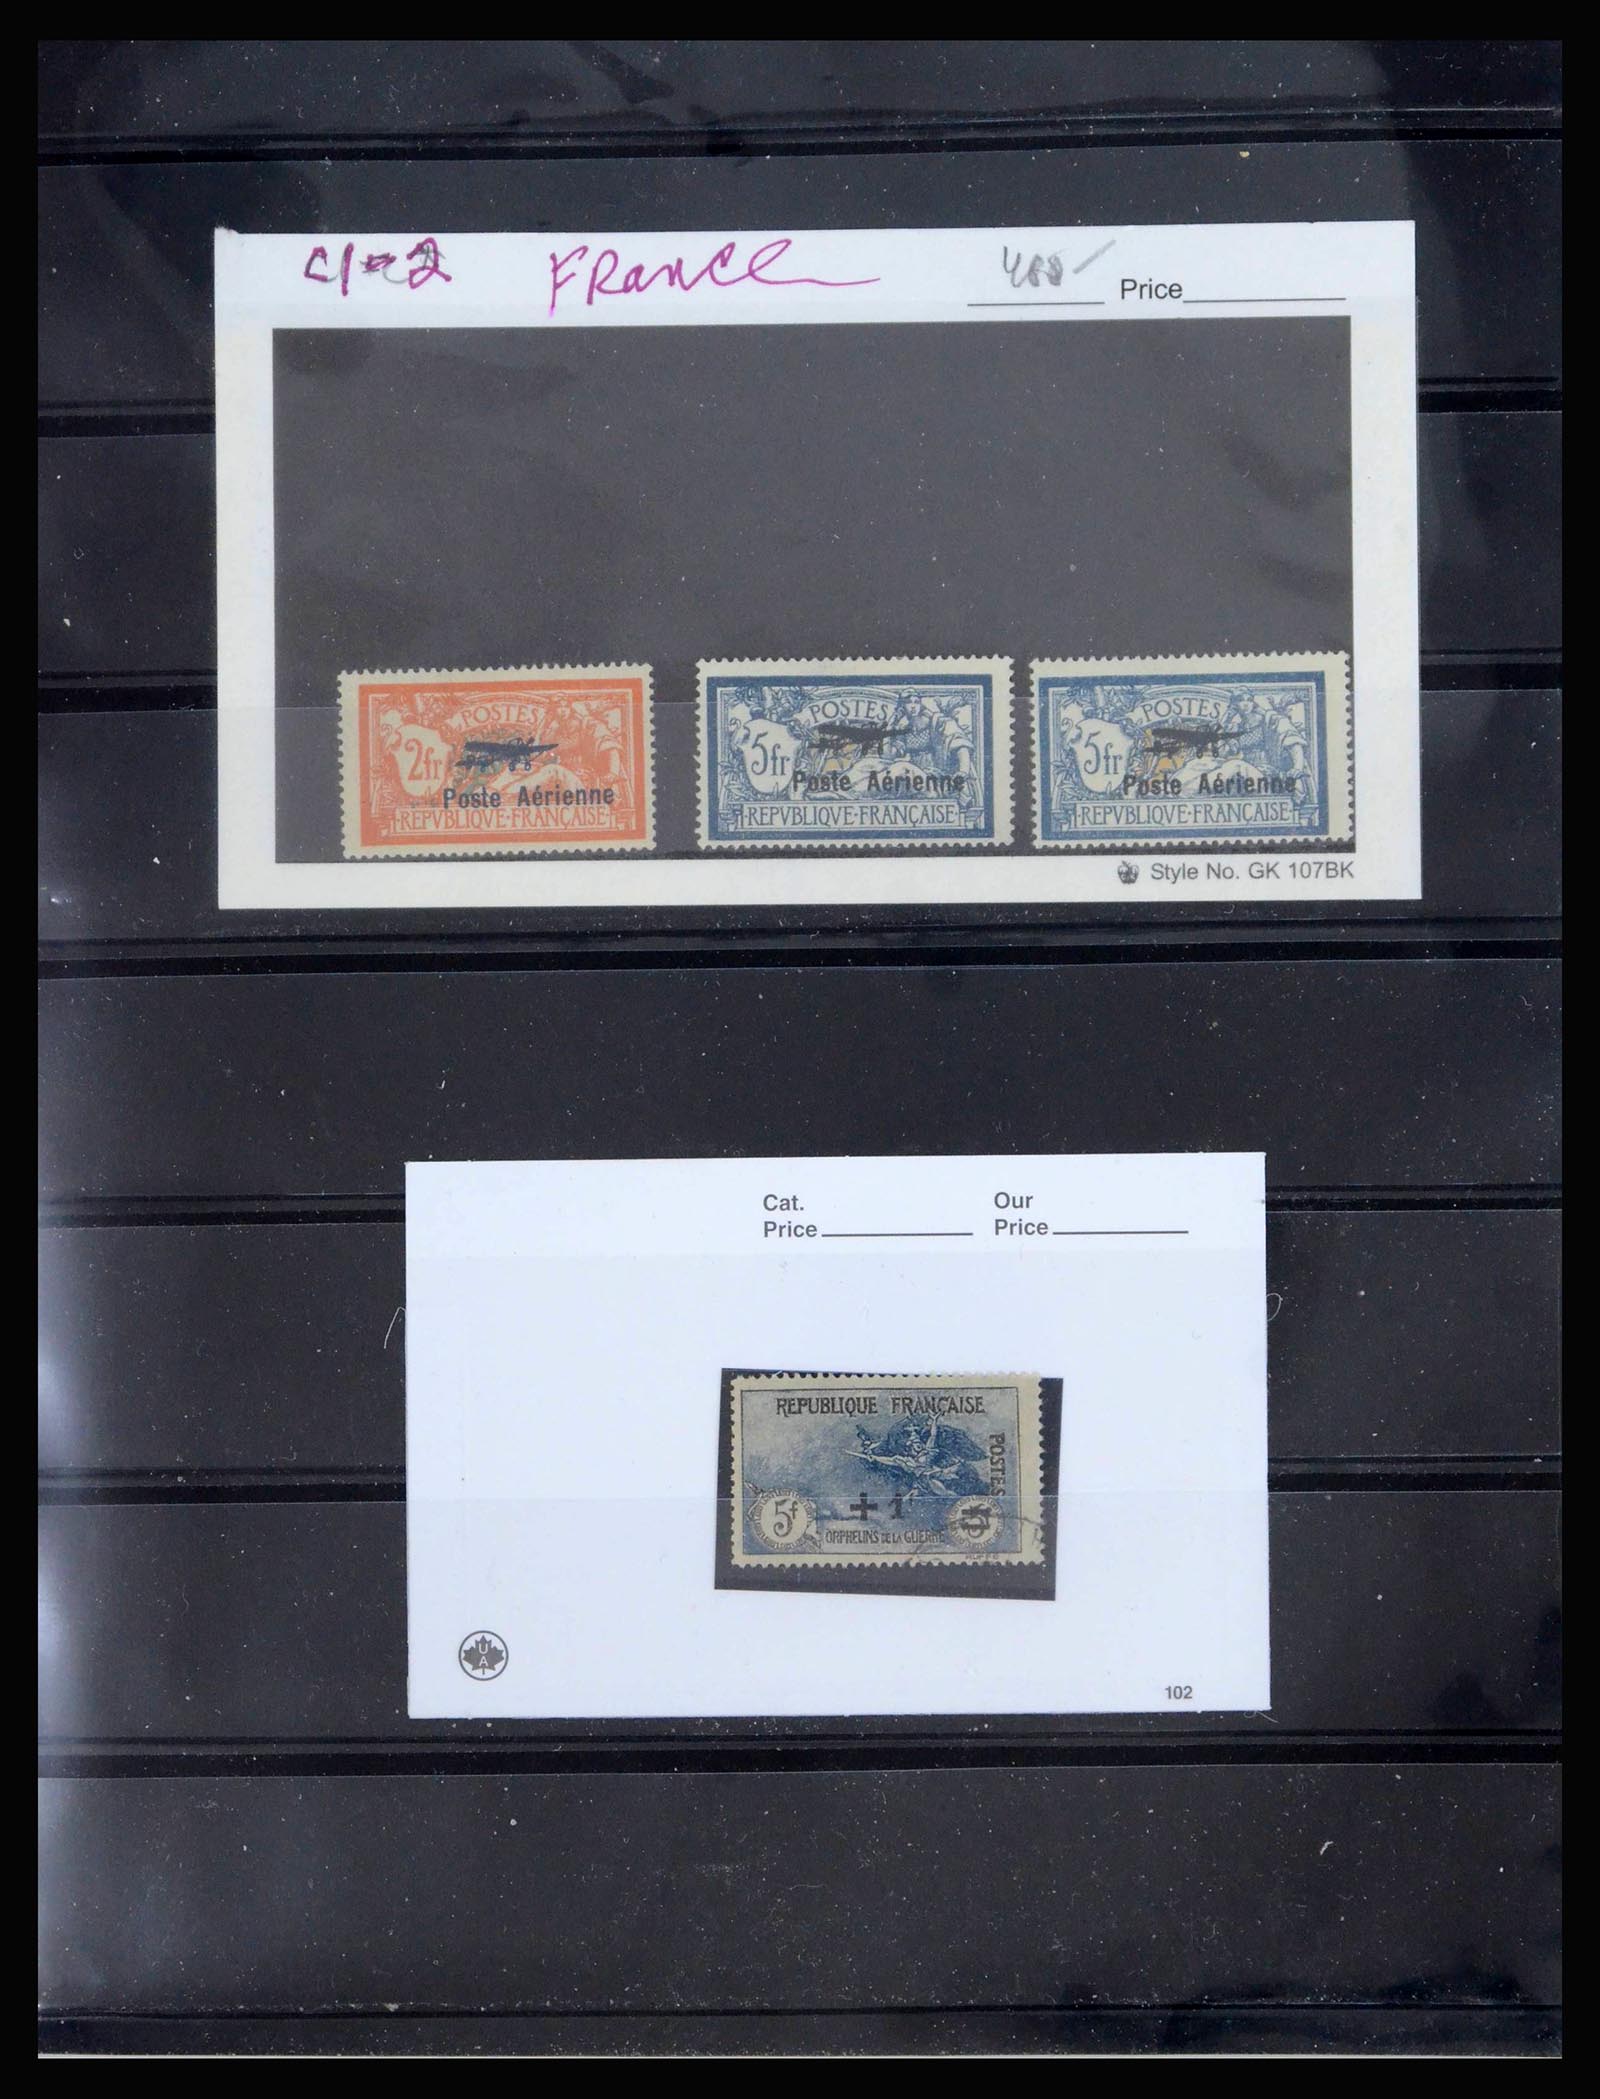 C1-2 France 400- Price
POSTES
2fr
Poste Aérienne
REPVBLIQVE·FRANÇAISE
POSTES
5fr
Poste Aérienne
REPVBLIQVE·FRANÇAISE
POSTES
5fr
Poste Aérienne
REPVBLIQVE·FRANÇAISE
Style No. GK 107BK
Cat. Our
Price Price
REPUBLIQUE FRANÇAISE
POSTES
+1f
5f 5
ORPHELINS DE LA GUERRE
RUFFE
U
A
102